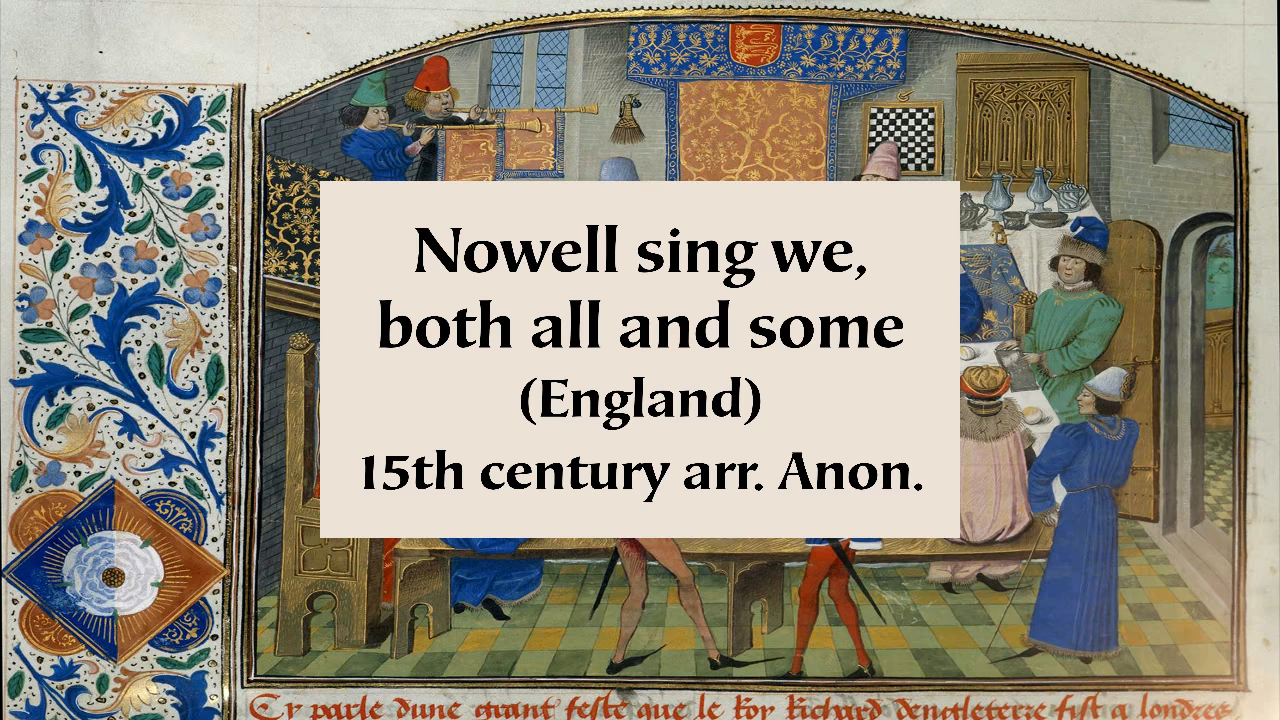 Nowell sing we,
both all and some
(England)
15th century arr. Anon.
Cy parle dune grant feste que le Roy Richard dengleterre fist a londres